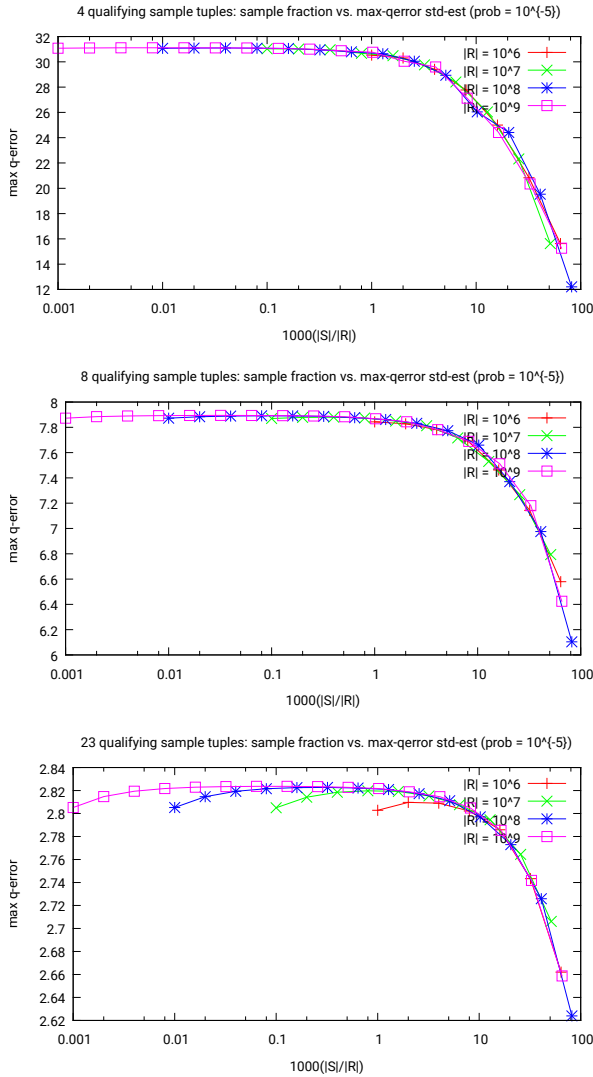 4 qualifying sample tuples: sample fraction vs. max-qerror std-est (prob = 10^{-5})
32
30
28
26
24
22
20
18
16
14
12
max q-error
|R| = 10^6
|R| = 10^7
|R| = 10^8
|R| = 10^9
0.001 0.01 0.1 1 10 100
1000(|S|/|R|)
8 qualifying sample tuples: sample fraction vs. max-qerror std-est (prob = 10^{-5})
8
7.8
7.6
7.4
7.2
7
6.8
6.6
6.4
6.2
6
max q-error
|R| = 10^6
|R| = 10^7
|R| = 10^8
|R| = 10^9
0.001 0.01 0.1 1 10 100
1000(|S|/|R|)
23 qualifying sample tuples: sample fraction vs. max-qerror std-est (prob = 10^{-5})
2.84
2.82
2.8
2.78
2.76
2.74
2.72
2.7
2.68
2.66
2.64
2.62
max q-error
|R| = 10^6
|R| = 10^7
|R| = 10^8
|R| = 10^9
0.001 0.01 0.1 1 10 100
1000(|S|/|R|)